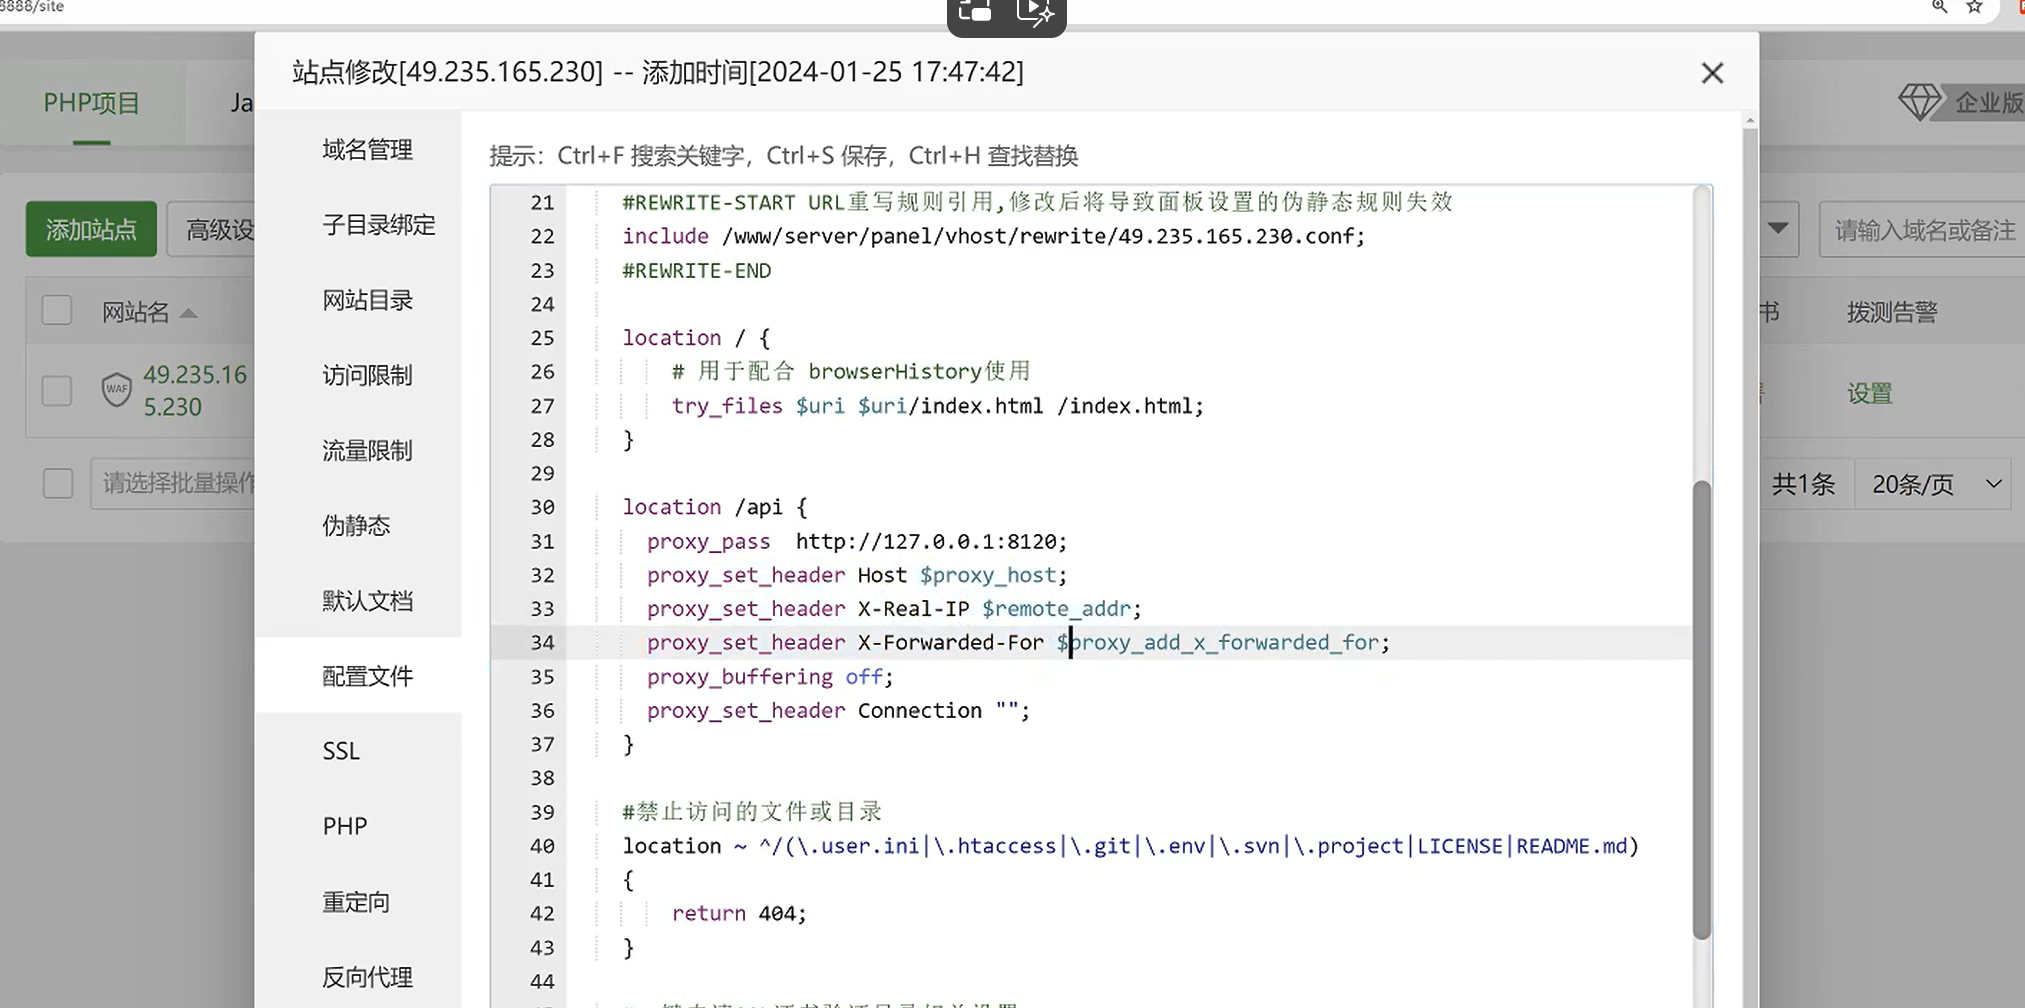 8888/site
站点修改[49.235.165.230] -- 添加时间[2024-01-25 17:47:42]
PHP项目
Ja
企业版
添加站点
高级设
请输入域名或备注
网站名
书
拨测告警
WAF
49.235.16
5.230
设置
请选择批量操作
共1条
20条/页
域名管理
子目录绑定
网站目录
访问限制
流量限制
伪静态
默认文档
配置文件
SSL
PHP
重定向
反向代理
提示：Ctrl+F 搜索关键字，Ctrl+S 保存，Ctrl+H 查找替换
21 #REWRITE-START URL重写规则引用,修改后将导致面板设置的伪静态规则失效
22 include /www/server/panel/vhost/rewrite/49.235.165.230.conf;
23 #REWRITE-END
24
25 location / {
26 # 用于配合 browserHistory使用
27 try_files $uri $uri/index.html /index.html;
28 }
29
30 location /api {
31 proxy_pass  http://127.0.0.1:8120;
32 proxy_set_header Host $proxy_host;
33 proxy_set_header X-Real-IP $remote_addr;
34 proxy_set_header X-Forwarded-For $proxy_add_x_forwarded_for;
35 proxy_buffering off;
36 proxy_set_header Connection "";
37 }
38
39 #禁止访问的文件或目录
40 location ~ ^/(\.user.ini|\.htaccess|\.git|\.env|\.svn|\.project|LICENSE|README.md)
41 {
42 return 404;
43 }
44